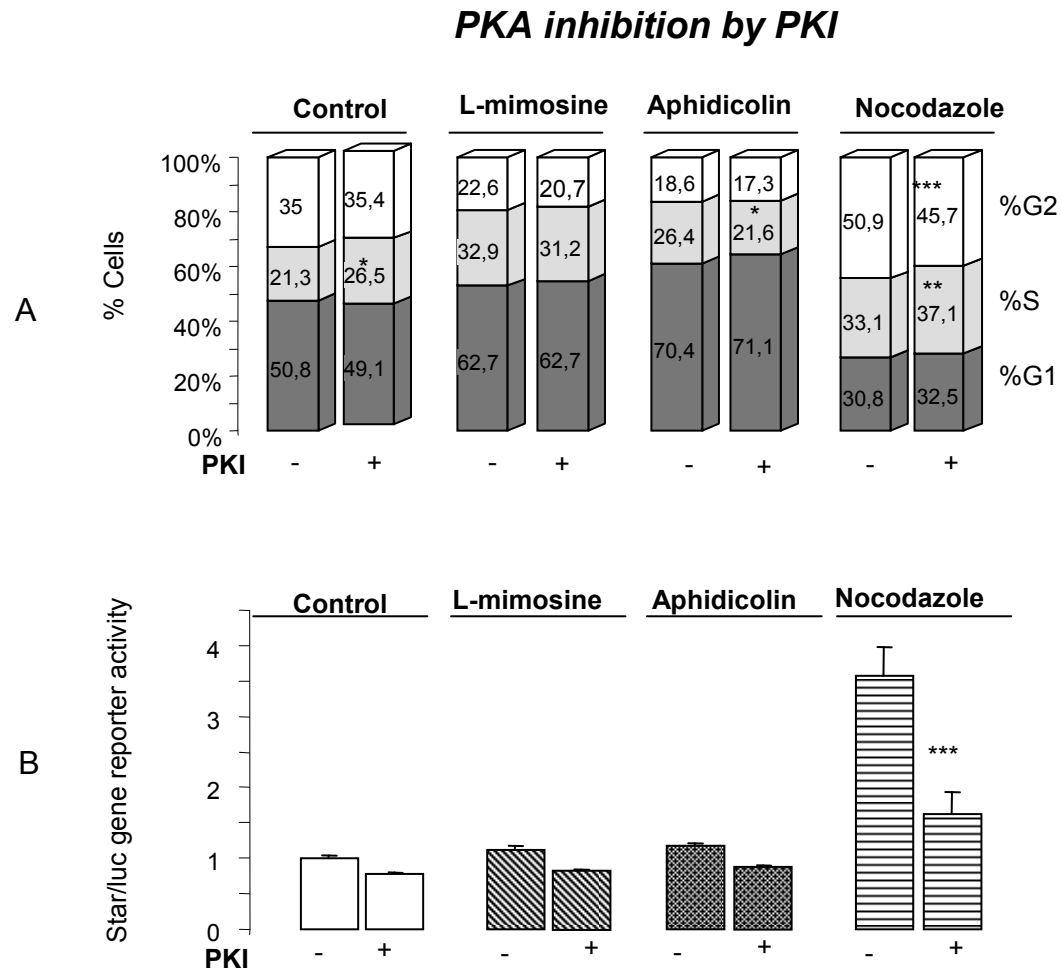 PKA inhibition by PKI
A
Control L-mimosine Aphidicolin Nocodazole
% Cells
100%
80%
60%
40%
20%
0%
35 35,4 22,6 20,7 18,6 17,3 50,9 *** 45,7 %G2
21,3 * 26,5 32,9 31,2 26,4 * 21,6 33,1 ** 37,1 %S
50,8 49,1 62,7 62,7 70,4 71,1 30,8 32,5 %G1
PKI - + - + - + - +
B
Control L-mimosine Aphidicolin Nocodazole
Star/luc gene reporter activity
4
3
2
1
0
***
PKI - + - + - + - +